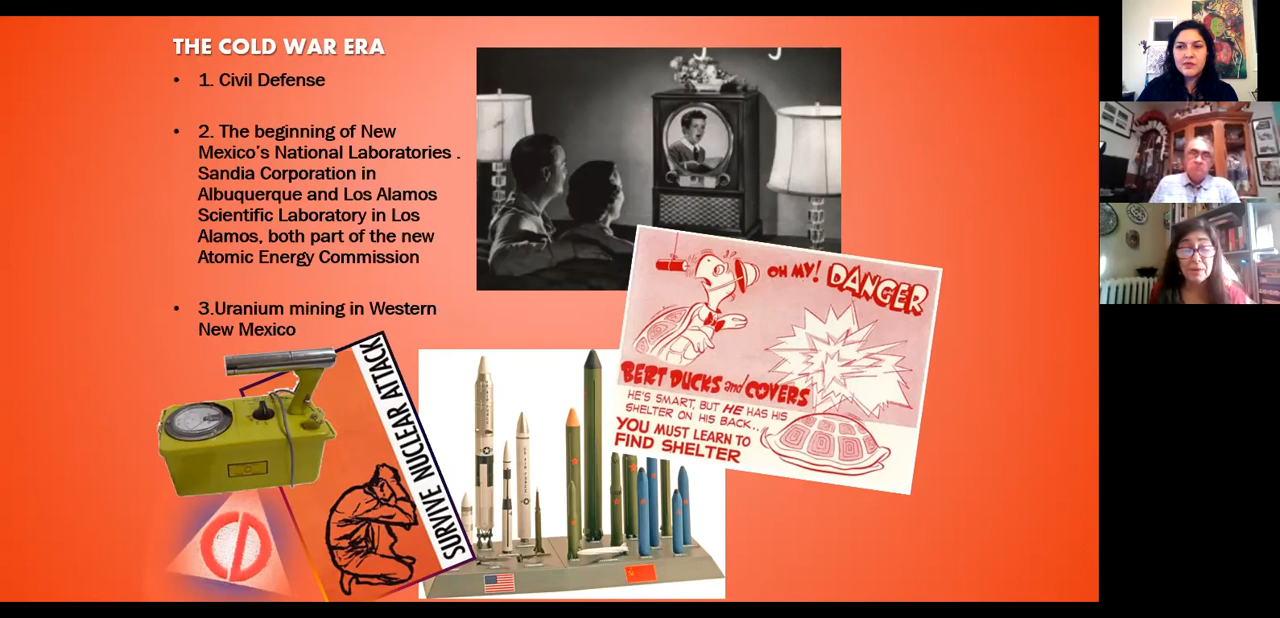 THE COLD WAR ERA
• 1. Civil Defense
• 2. The beginning of New
Mexico’s National Laboratories .
Sandia Corporation in
Albuquerque and Los Alamos
Scientific Laboratory in Los
Alamos, both part of the new
Atomic Energy Commission
• 3.Uranium mining in Western
New Mexico
OH MY! DANGER
BERT DUCKS and COVERS
HE'S SMART, BUT HE HAS HIS
SHELTER ON HIS BACK..
YOU MUST LEARN TO
FIND SHELTER
SURVIVE NUCLEAR ATTACK